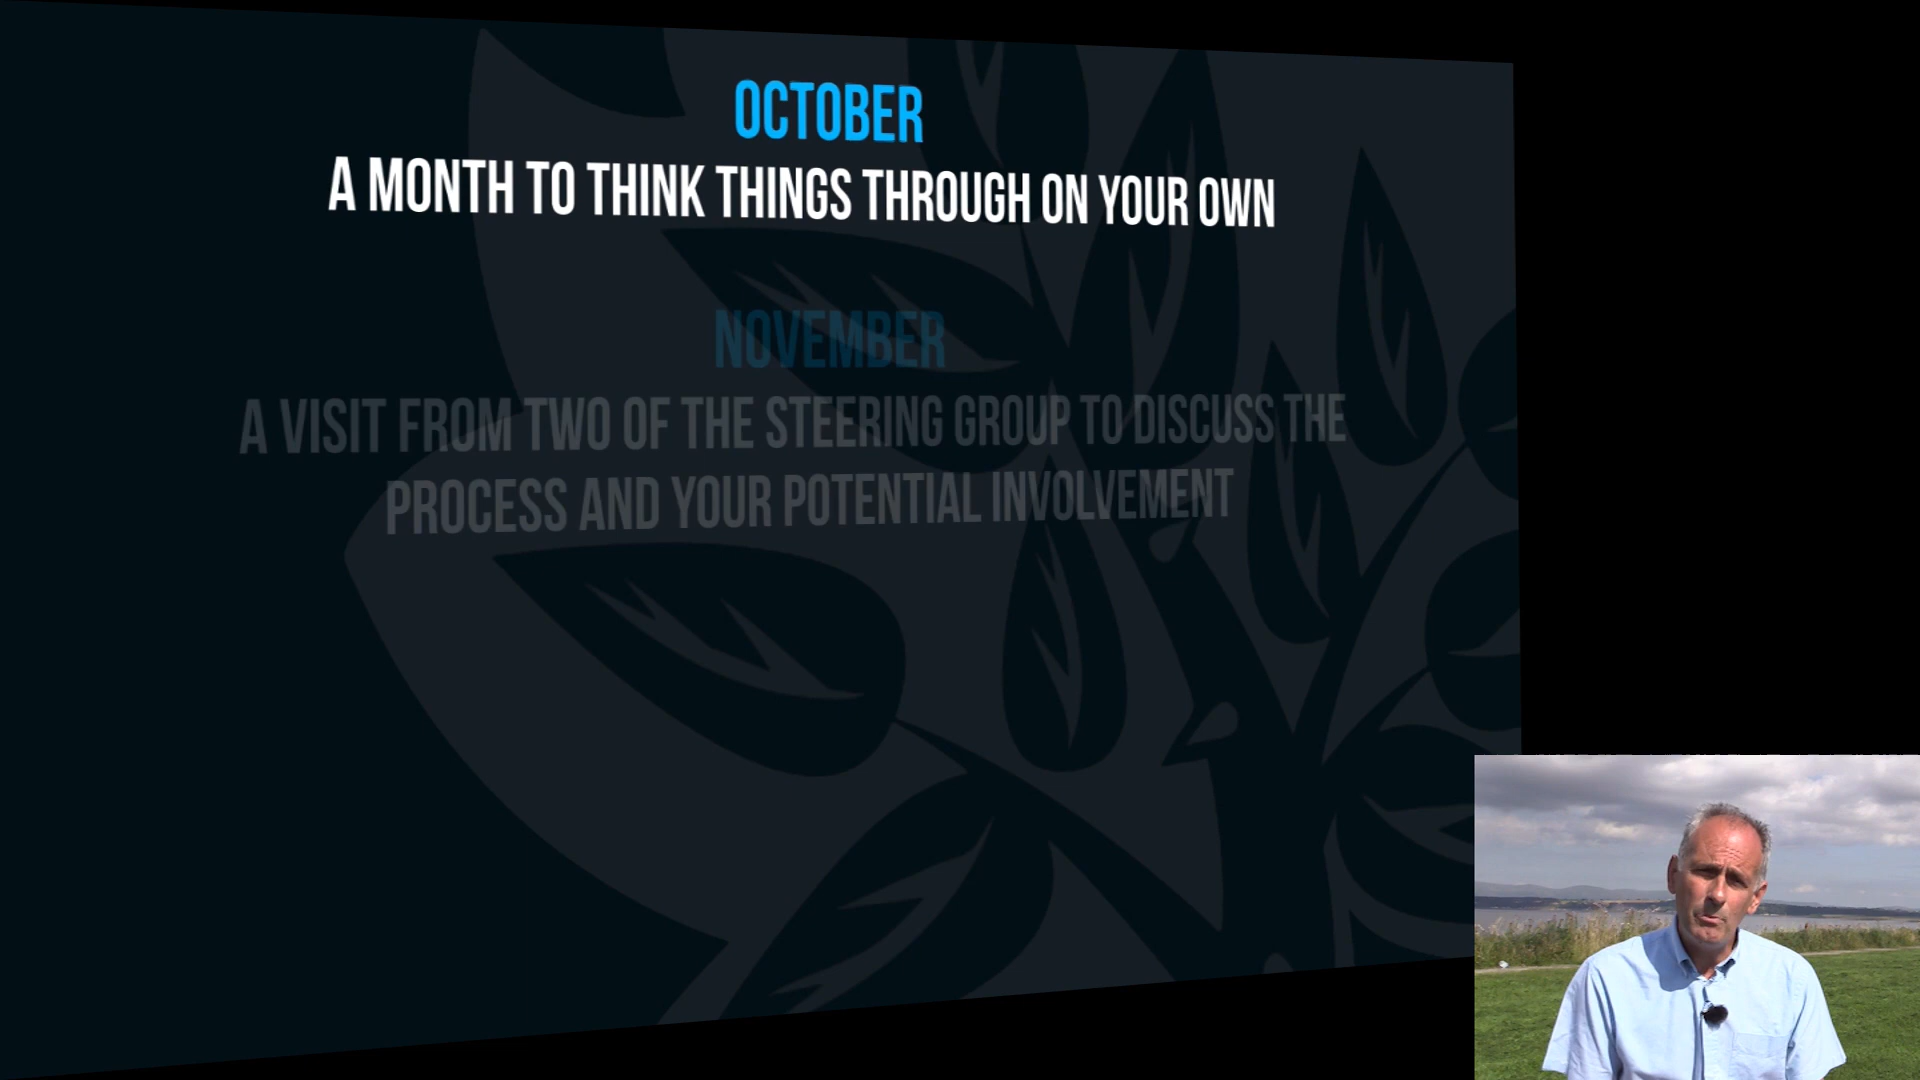 OCTOBER
A MONTH TO THINK THINGS THROUGH ON YOUR OWN
NOVEMBER
A VISIT FROM TWO OF THE STEERING GROUP TO DISCUSS THE
PROCESS AND YOUR POTENTIAL INVOLVEMENT